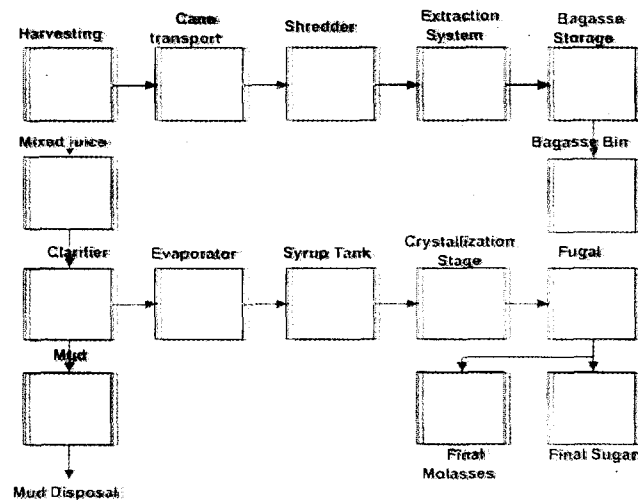 Harvesting
Cane
transport
Shredder
Extraction
System
Bagasse
Storage
Mixed juice
Bagasse Bin
Clarifier
Evaporator
Syrup Tank
Crystallization
Stage
Fugal
Mud
Final
Molasses
Final Sugar
Mud Disposal